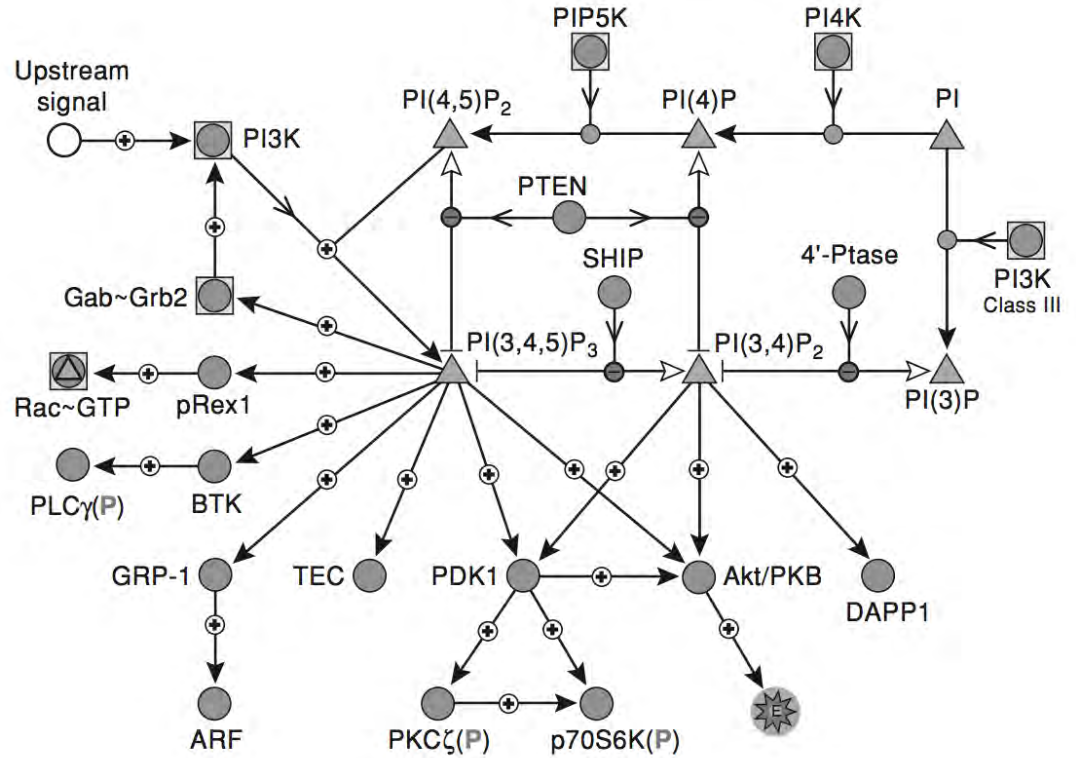 PIP5K
PI4K
Upstream
signal
PI(4,5)P2
PI(4)P
PI
PI3K
PTEN
SHIP
4'-Ptase
PI3K
Class III
Gab~Grb2
PI(3,4,5)P3
PI(3,4)P2
PI(3)P
Rac~GTP
pRex1
PLCγ(P)
BTK
GRP-1
TEC
PDK1
Akt/PKB
DAPP1
E
ARF
PKCζ(P)
p70S6K(P)